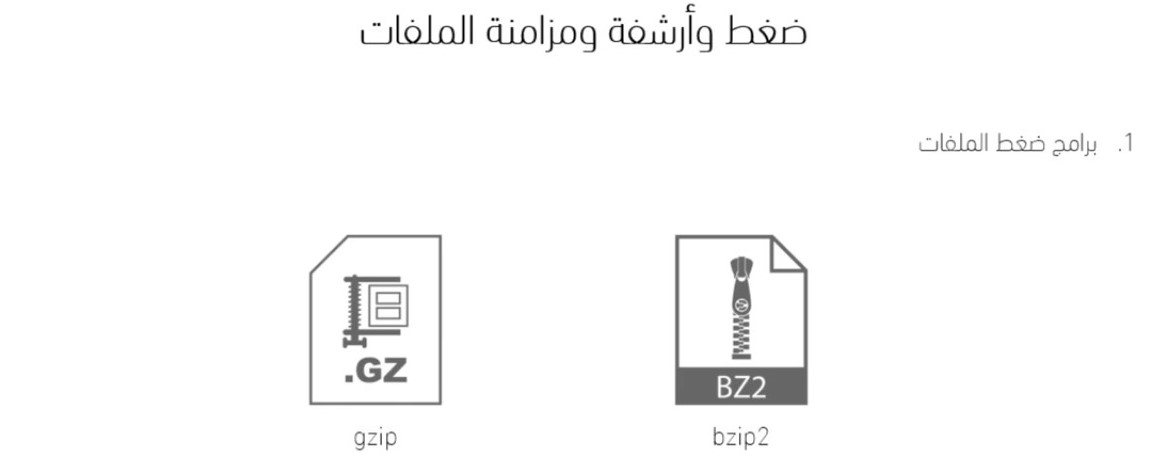 ضغط وأرشفة ومزامنة الملفات
1. برامج ضغط الملفات
.GZ
BZ2
gzip
bzip2